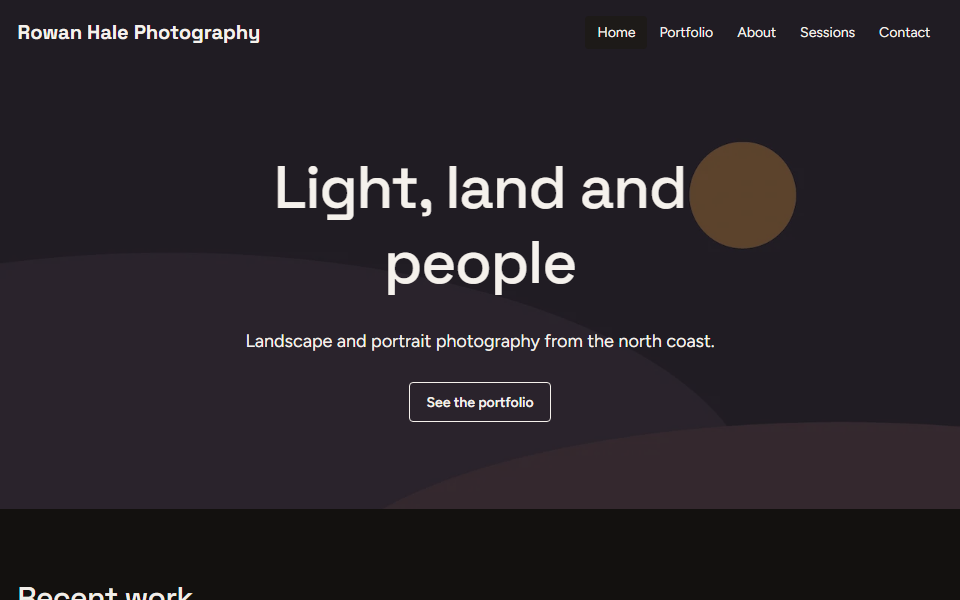 Rowan Hale Photography
Home Portfolio About Sessions Contact
Light, land and
people
Landscape and portrait photography from the north coast.
See the portfolio
Recent work